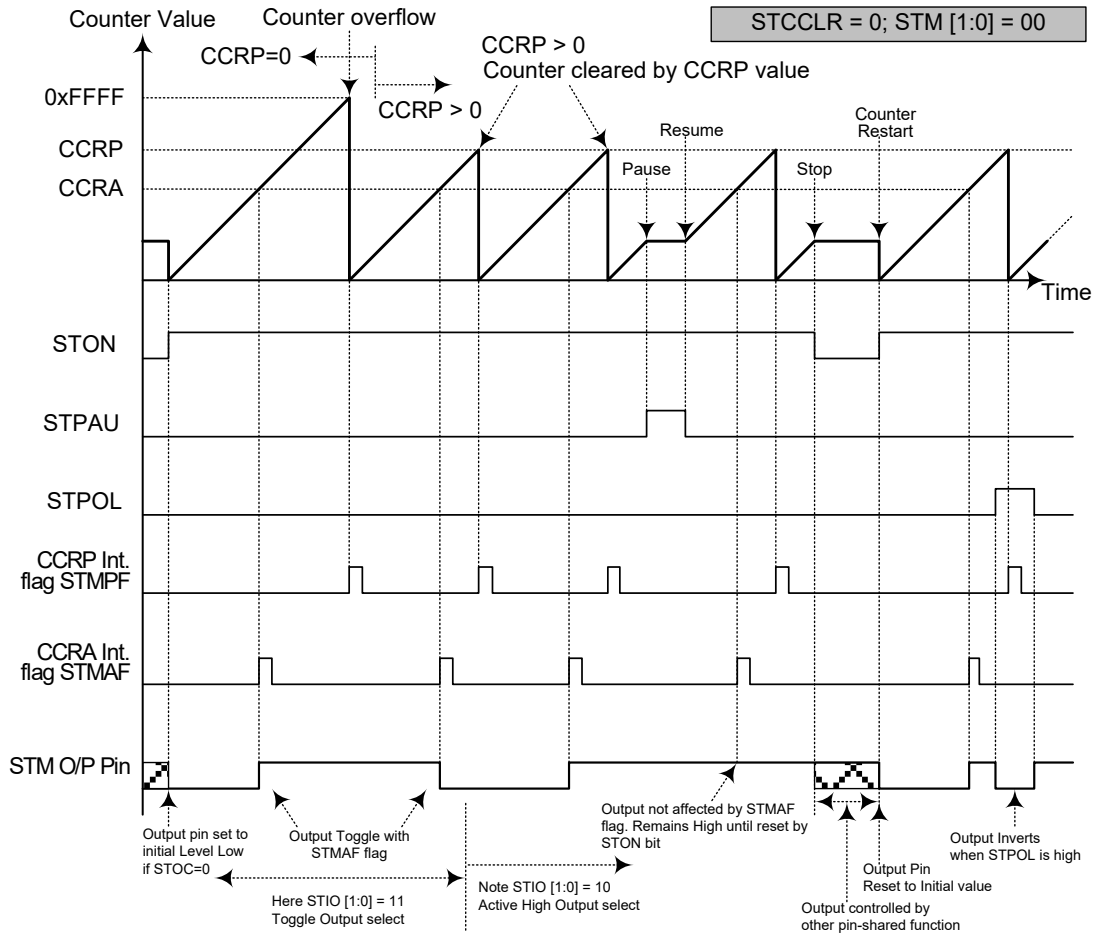 Counter Value
Counter overflow
STCCLR = 0; STM [1:0] = 00
CCRP=0
CCRP > 0
CCRP > 0
Counter cleared by CCRP value
0xFFFF
CCRP
CCRA
Pause
Resume
Stop
Counter
Restart
Time
STON
STPAU
STPOL
CCRP Int.
flag STMPF
CCRA Int.
flag STMAF
STM O/P Pin
Output pin set to
initial Level Low
if STOC=0
Output Toggle with
STMAF flag
Output not affected by STMAF
flag. Remains High until reset by
STON bit
Output Inverts
when STPOL is high
Output Pin
Reset to Initial value
Here STIO [1:0] = 11
Toggle Output select
Note STIO [1:0] = 10
Active High Output select
Output controlled by
other pin-shared function